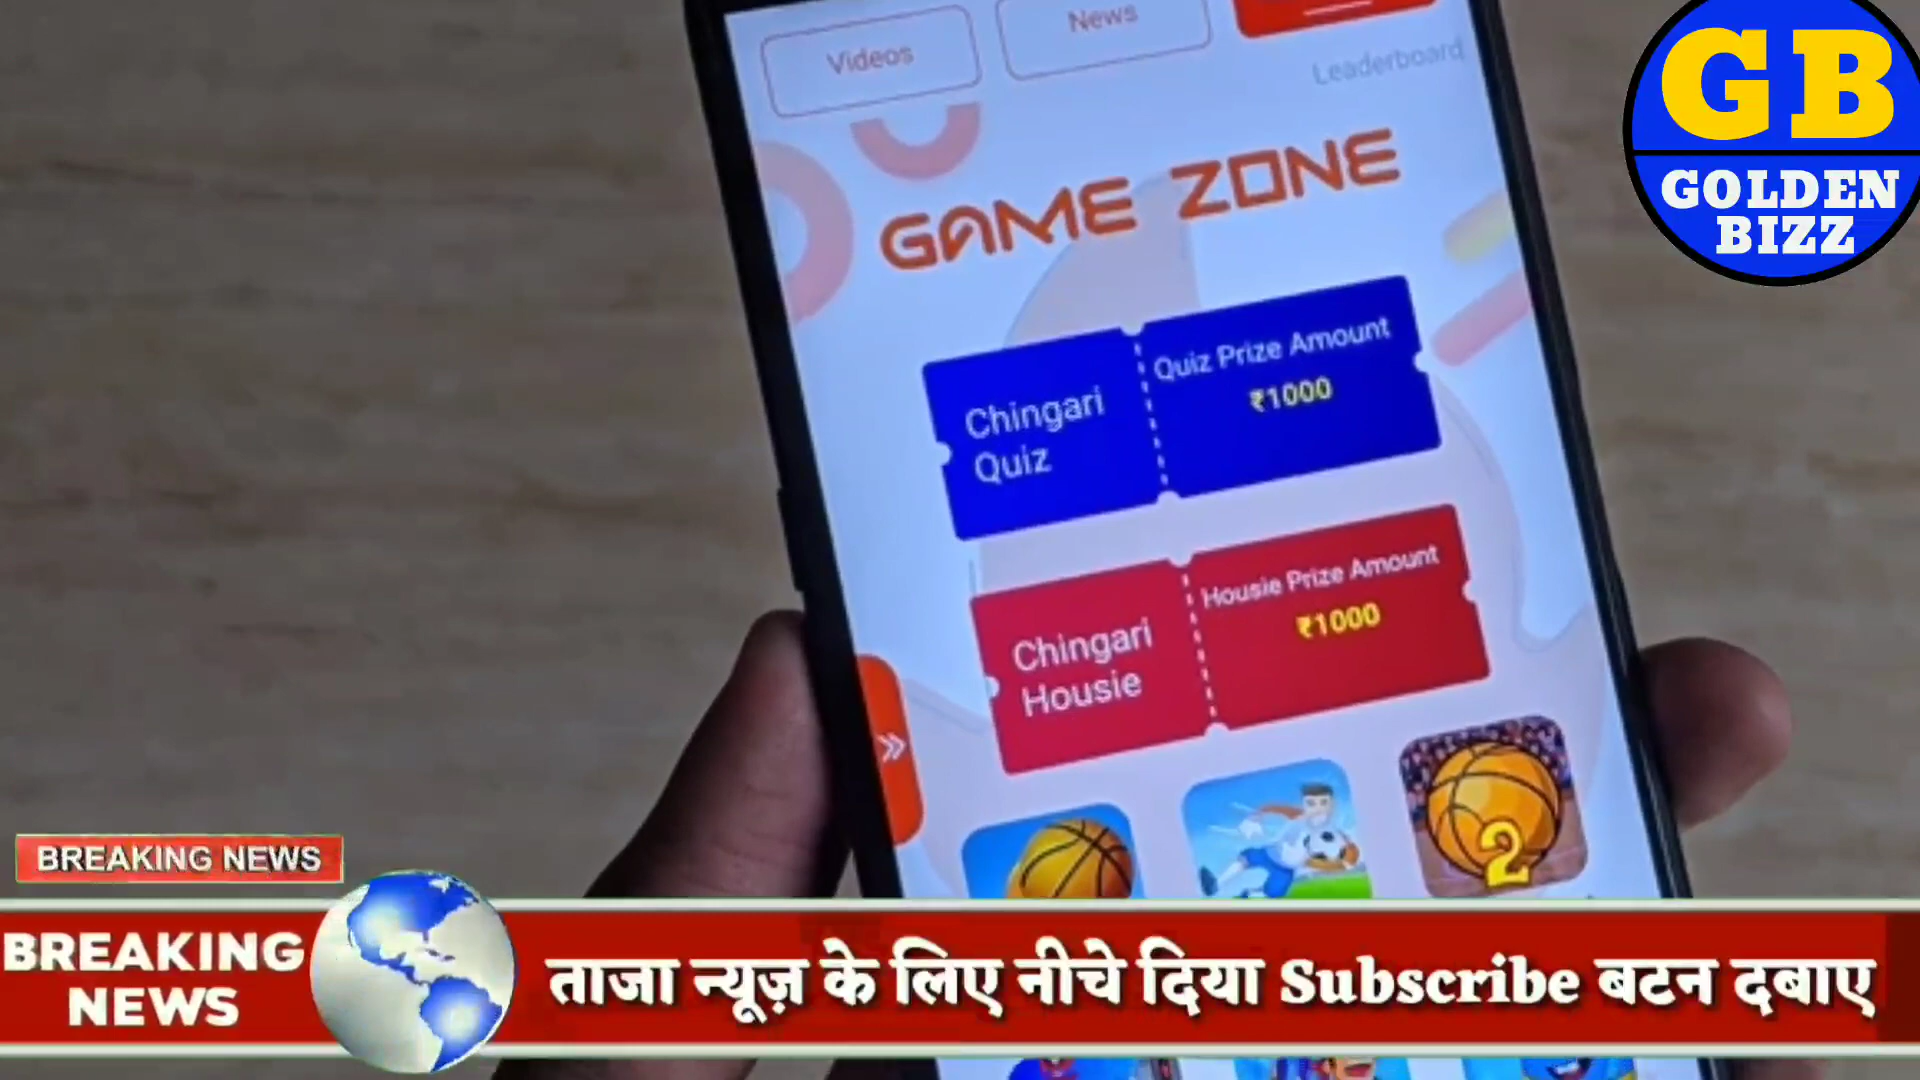 Videos
News
Leaderboard
GAME ZONE
Chingari
Quiz
Quiz Prize Amount
₹1000
Chingari
Housie
Housie Prize Amount
₹1000
2
GB
GOLDEN
BIZZ
BREAKING NEWS
BREAKING
NEWS
ताजा न्यूज़ के लिए नीचे दिया Subscribe बटन दबाए